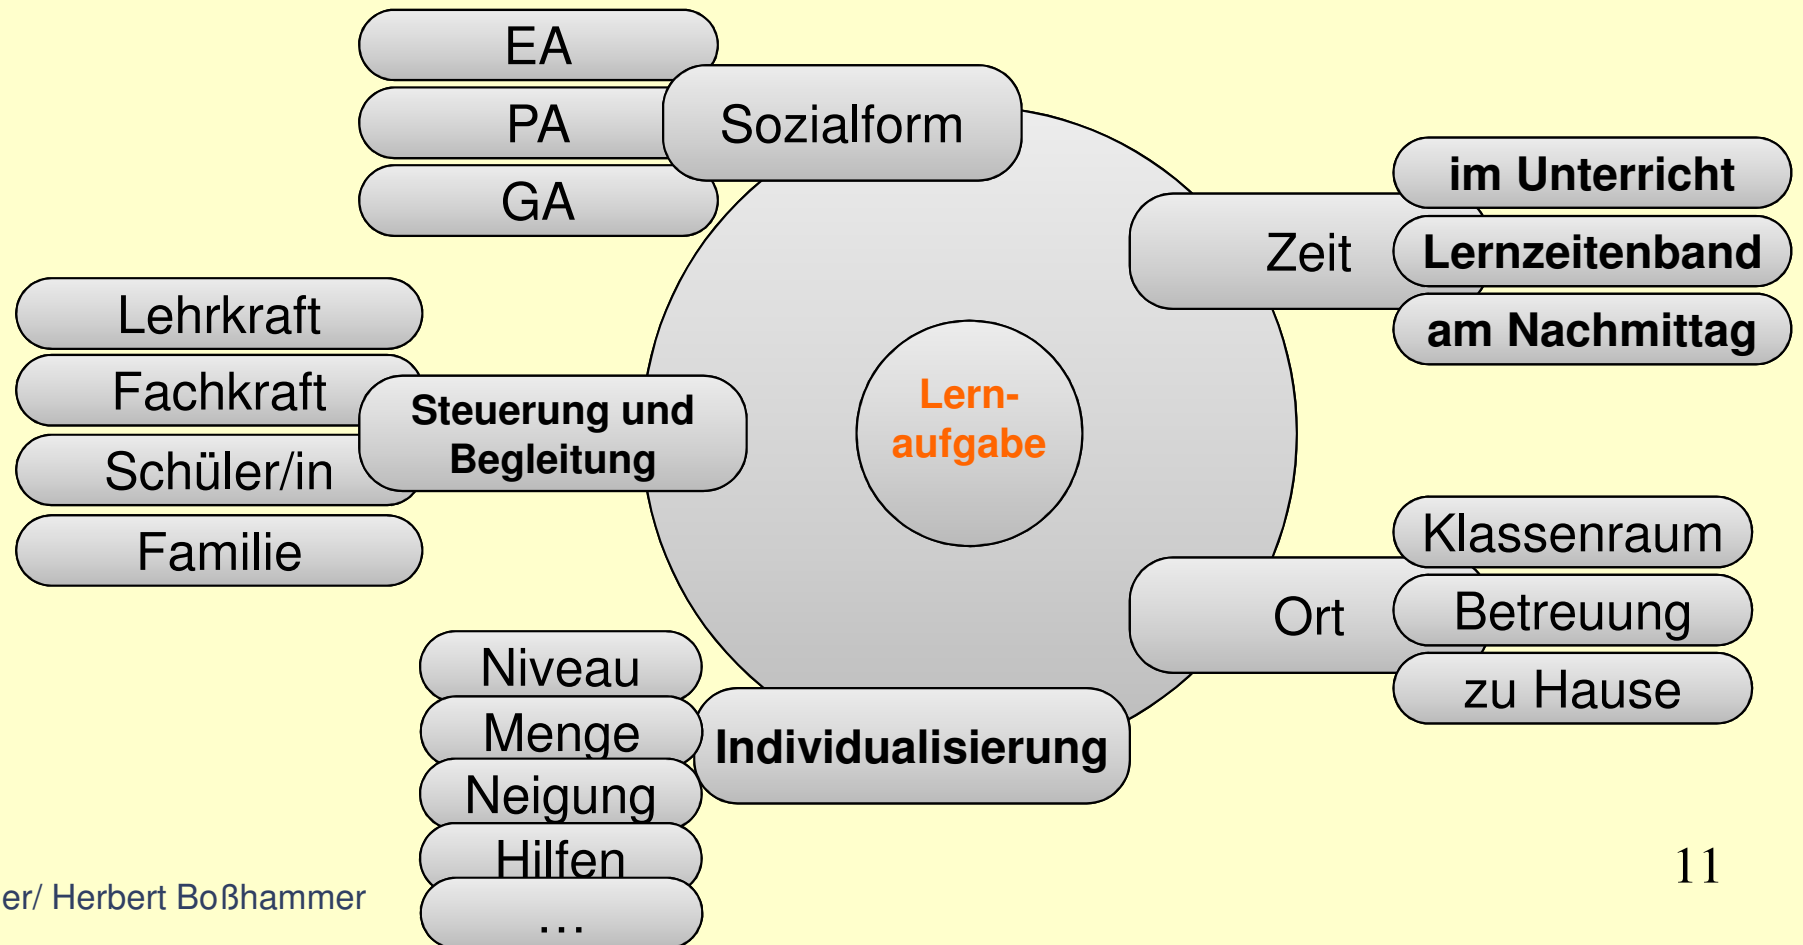 EA
PA
GA
Sozialform
im Unterricht
Zeit
Lernzeitenband
am Nachmittag
Lehrkraft
Fachkraft
Schüler/in
Familie
Steuerung und
Begleitung
Lern-
aufgabe
Klassenraum
Ort
Betreuung
zu Hause
Niveau
Menge
Neigung
Hilfen
…
Individualisierung
er/ Herbert Boßhammer
11